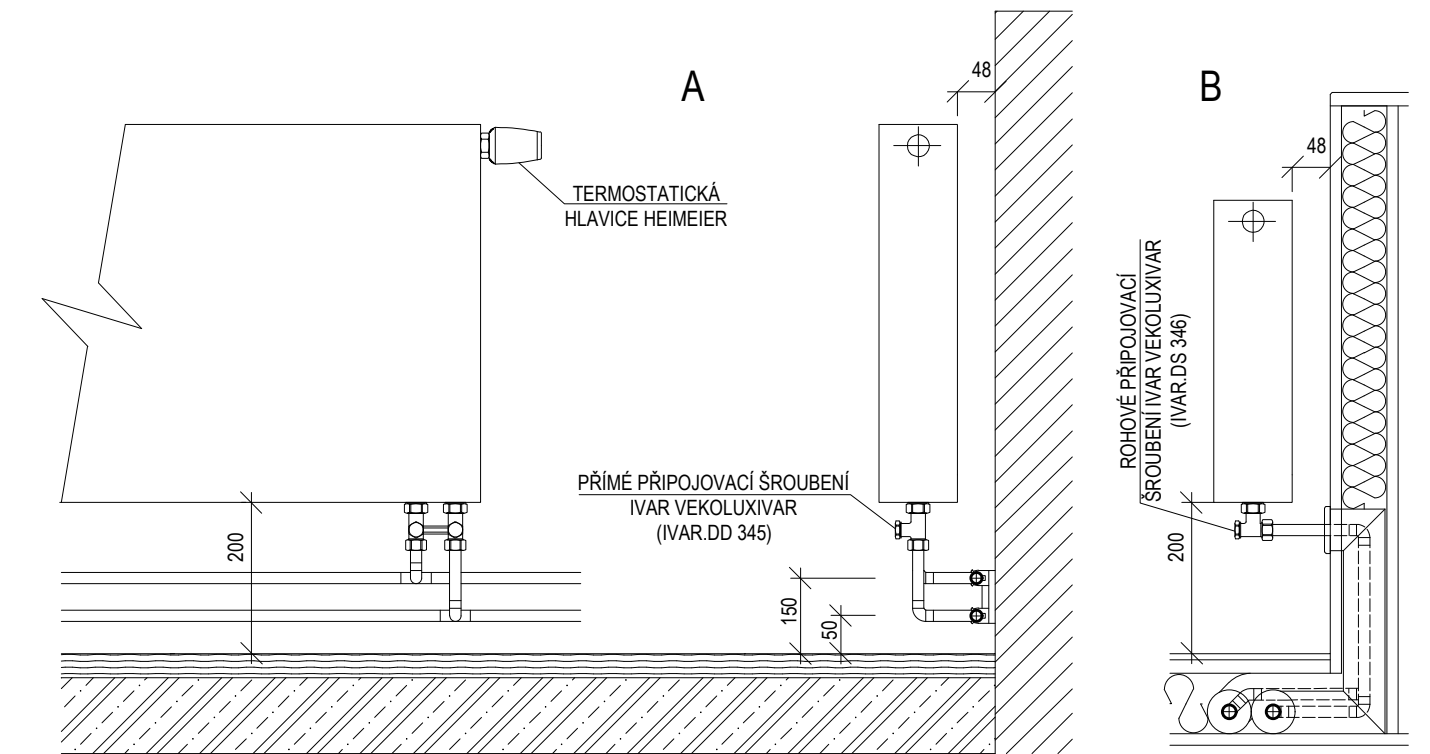 A
48
B
48
TERMOSTATICKÁ
HLAVICE HEIMEIER
ROHOVÉ PŘIPOJOVACÍ
ŠROUBENÍ IVAR VEKOLUXIVAR
(IVAR.DS 346)
PŘÍMÉ PŘIPOJOVACÍ ŠROUBENÍ
IVAR VEKOLUXIVAR
(IVAR.DD 345)
200
150
50
200